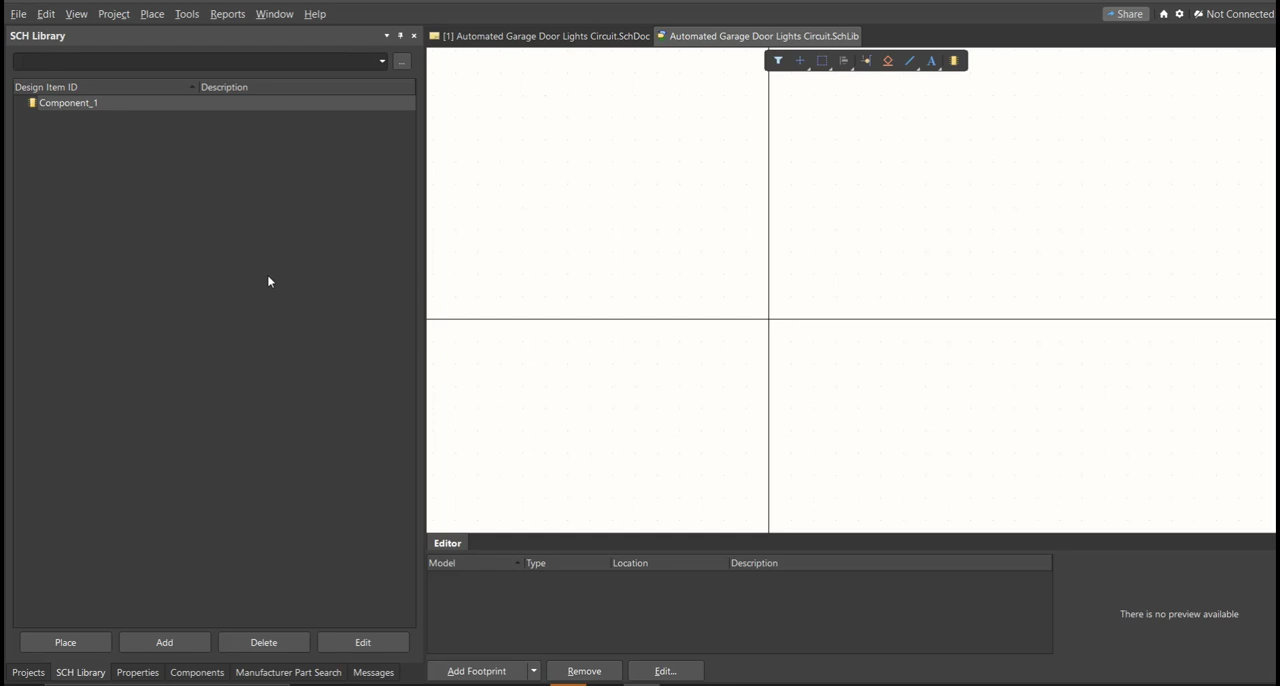 File Edit View Project Place Tools Reports Window Help
Share Not Connected
SCH Library
[1] Automated Garage Door Lights Circuit.SchDoc Automated Garage Door Lights Circuit.SchLib
...
Design Item ID Description
Component_1
A
Editor
Model Type Location Description
There is no preview available
Place Add Delete Edit
Add Footprint Remove Edit...
Projects SCH Library Properties Components Manufacturer Part Search Messages